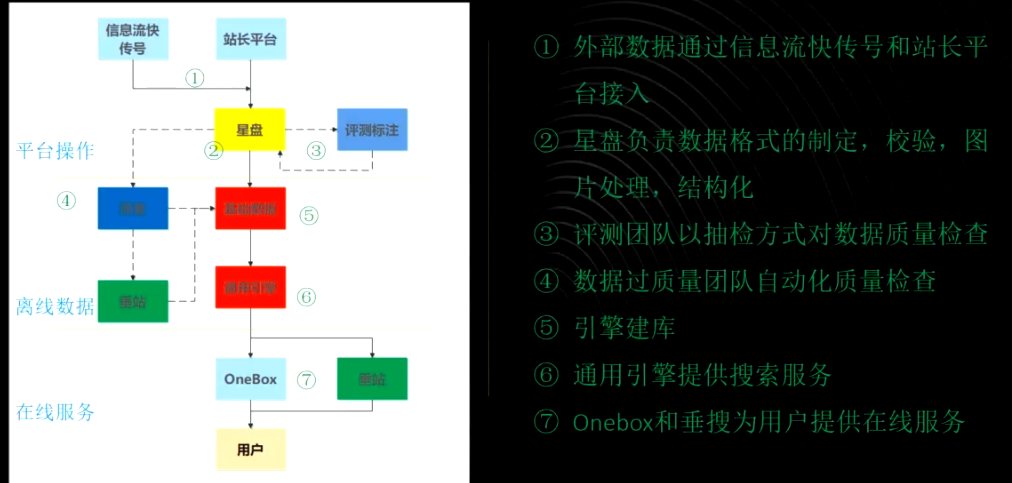 信息流快
传号
站长平台
①
星盘
评测标注
②
③
平台操作
④
质量
基础数据
⑤
通用引擎
⑥
离线数据
垂站
OneBox
⑦
垂站
在线服务
用户
① 外部数据通过信息流快传号和站长平
台接入
② 星盘负责数据格式的制定，校验，图
片处理，结构化
③ 评测团队以抽检方式对数据质量检查
④ 数据过质量团队自动化质量检查
⑤ 引擎建库
⑥ 通用引擎提供搜索服务
⑦ Onebox和垂搜为用户提供在线服务